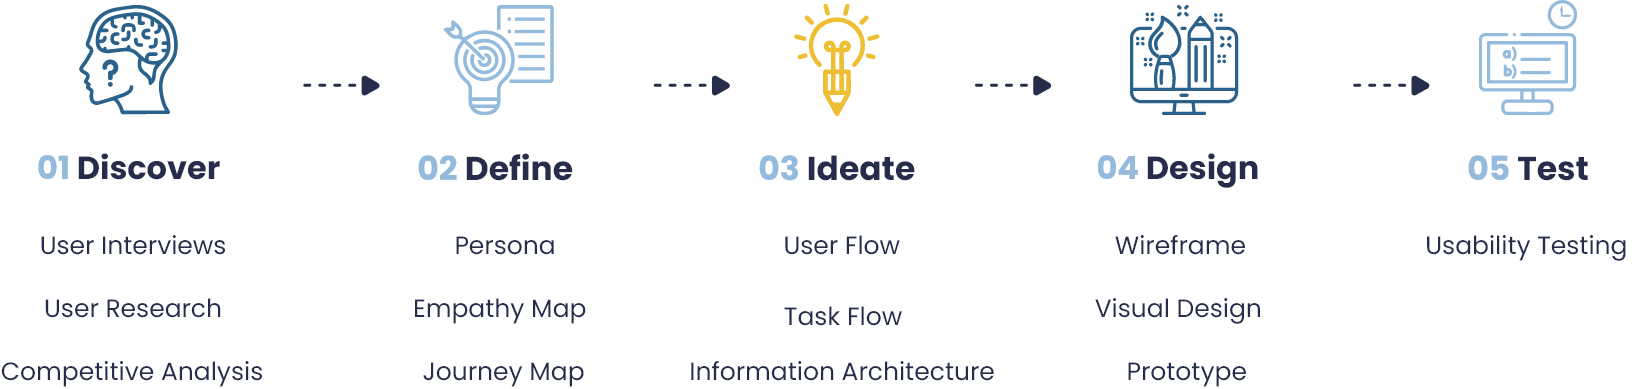 a)
b)
01 Discover
02 Define
03 Ideate
04 Design
05 Test
User Interviews
Persona
User Flow
Wireframe
Usability Testing
User Research
Empathy Map
Task Flow
Visual Design
Competitive Analysis
Journey Map
Information Architecture
Prototype